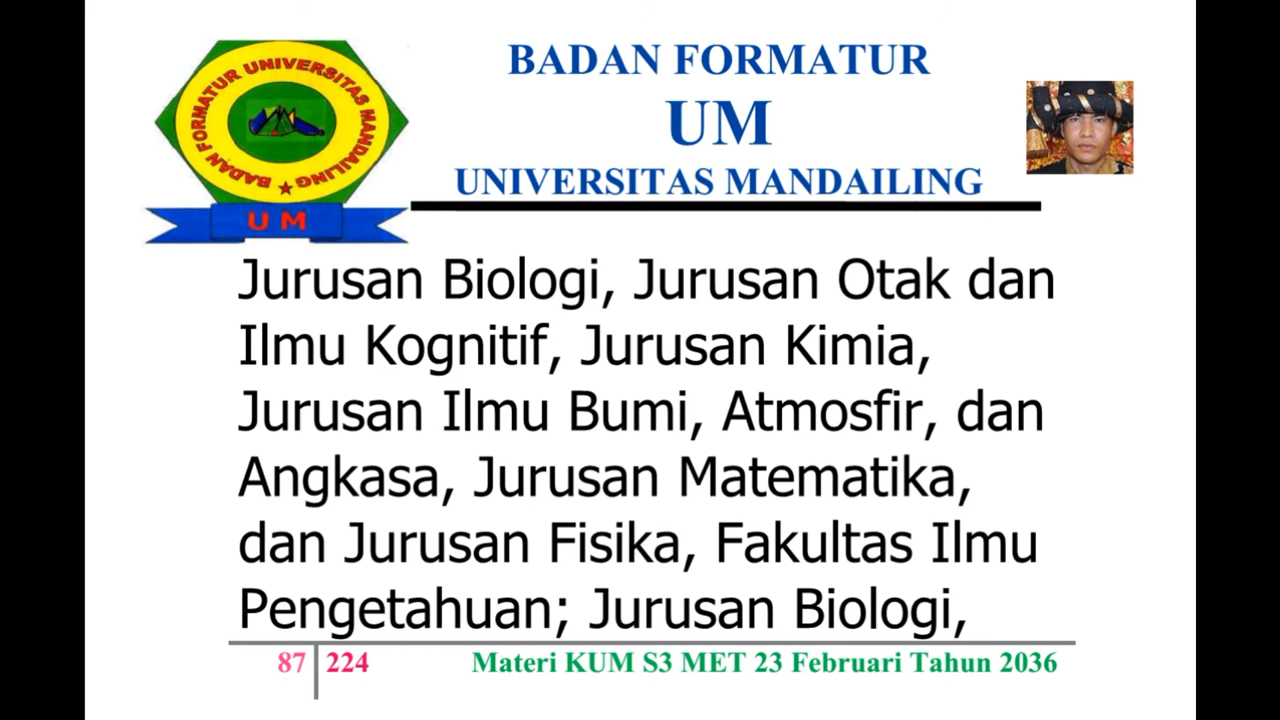 BADAN FORMATUR UNIVERSITAS MANDAILING
BADAN FORMATUR
UM
UNIVERSITAS MANDAILING
U M
Jurusan Biologi, Jurusan Otak dan
Ilmu Kognitif, Jurusan Kimia,
Jurusan Ilmu Bumi, Atmosfir, dan
Angkasa, Jurusan Matematika,
dan Jurusan Fisika, Fakultas Ilmu
Pengetahuan; Jurusan Biologi,
87 224 Materi KUM S3 MET 23 Februari Tahun 2036